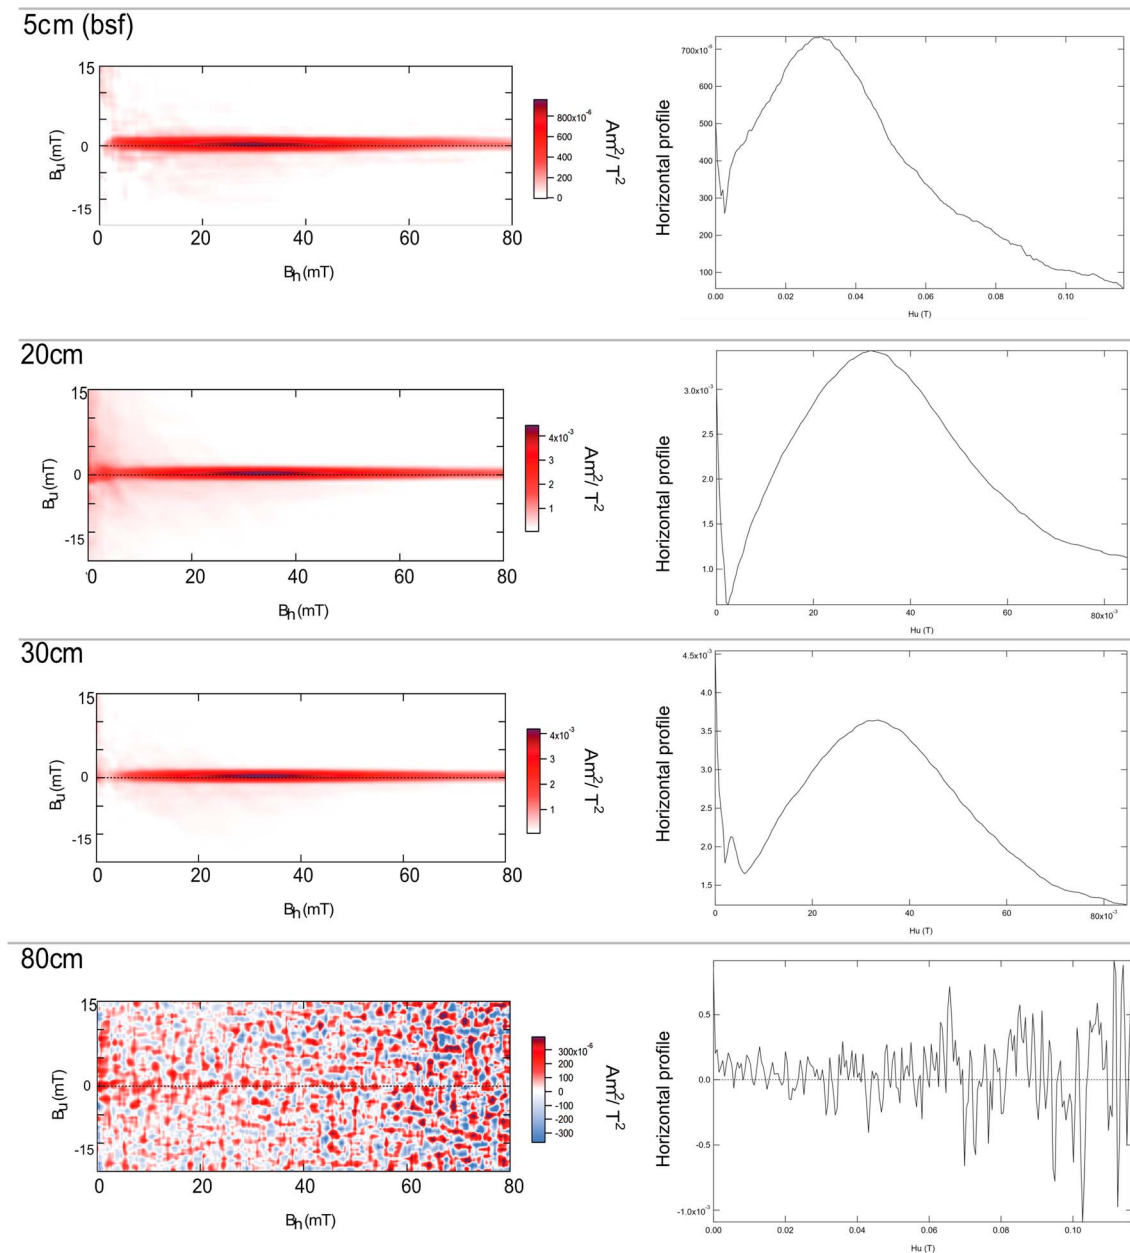 5cm (bsf)
15
0
-15
Bu(mT)
0 20 40 60 80
Bh(mT)
800x10-6
600
400
200
0
Am2/ T2
Horizontal profile
700x10-6
600
500
400
300
200
100
0.00 0.02 0.04 0.06 0.08 0.10
Hu (T)
20cm
15
0
-15
Bu(mT)
0 20 40 60 80
Bh(mT)
4x10-3
3
2
1
Am2/ T2
Horizontal profile
3.0x10-3
2.5
2.0
1.5
1.0
0 20 40 60 80x10-3
Hu (T)
30cm
15
0
-15
Bu(mT)
0 20 40 60 80
Bh(mT)
4x10-3
3
2
1
Am2/ T2
Horizontal profile
4.5x10-3
4.0
3.5
3.0
2.5
2.0
1.5
0 20 40 60 80x10-3
Hu (T)
80cm
15
0
-15
Bu(mT)
0 20 40 60 80
Bh(mT)
300x10-6
200
100
0
-100
-200
-300
Am2/ T2
Horizontal profile
0.5
0.0
-0.5
-1.0x10-3
0.00 0.02 0.04 0.06 0.08 0.10
Hu (T)